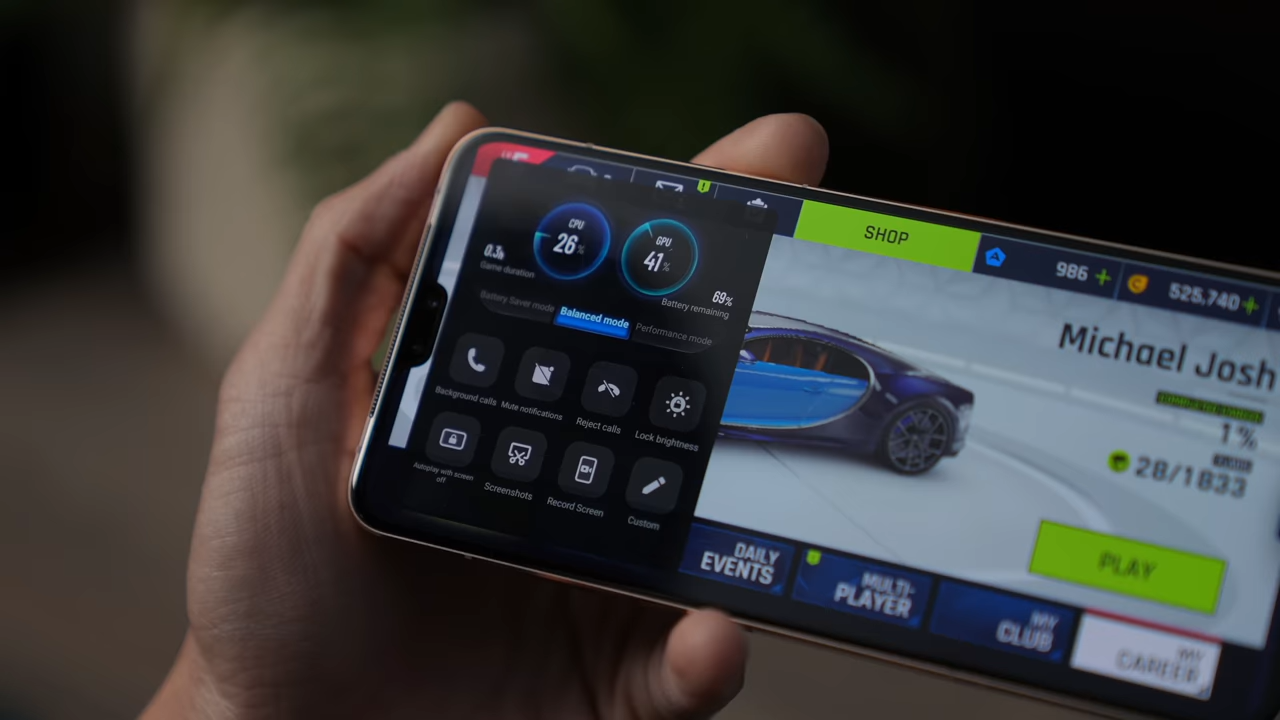 CPU
26%
GPU
41%
0.3h
Game duration
69%
Battery remaining
Battery Saver mode
Balanced mode
Performance mode
Background calls
Mute notifications
Reject calls
Lock brightness
Autoplay with screen
off
Screenshots
Record Screen
Custom
SHOP
986 +
525,740 +
Michael Josh
1%
28/1833
PLAY
DAILY
EVENTS
MULTI-
PLAYER
MY
CLUB
MY
CAREER